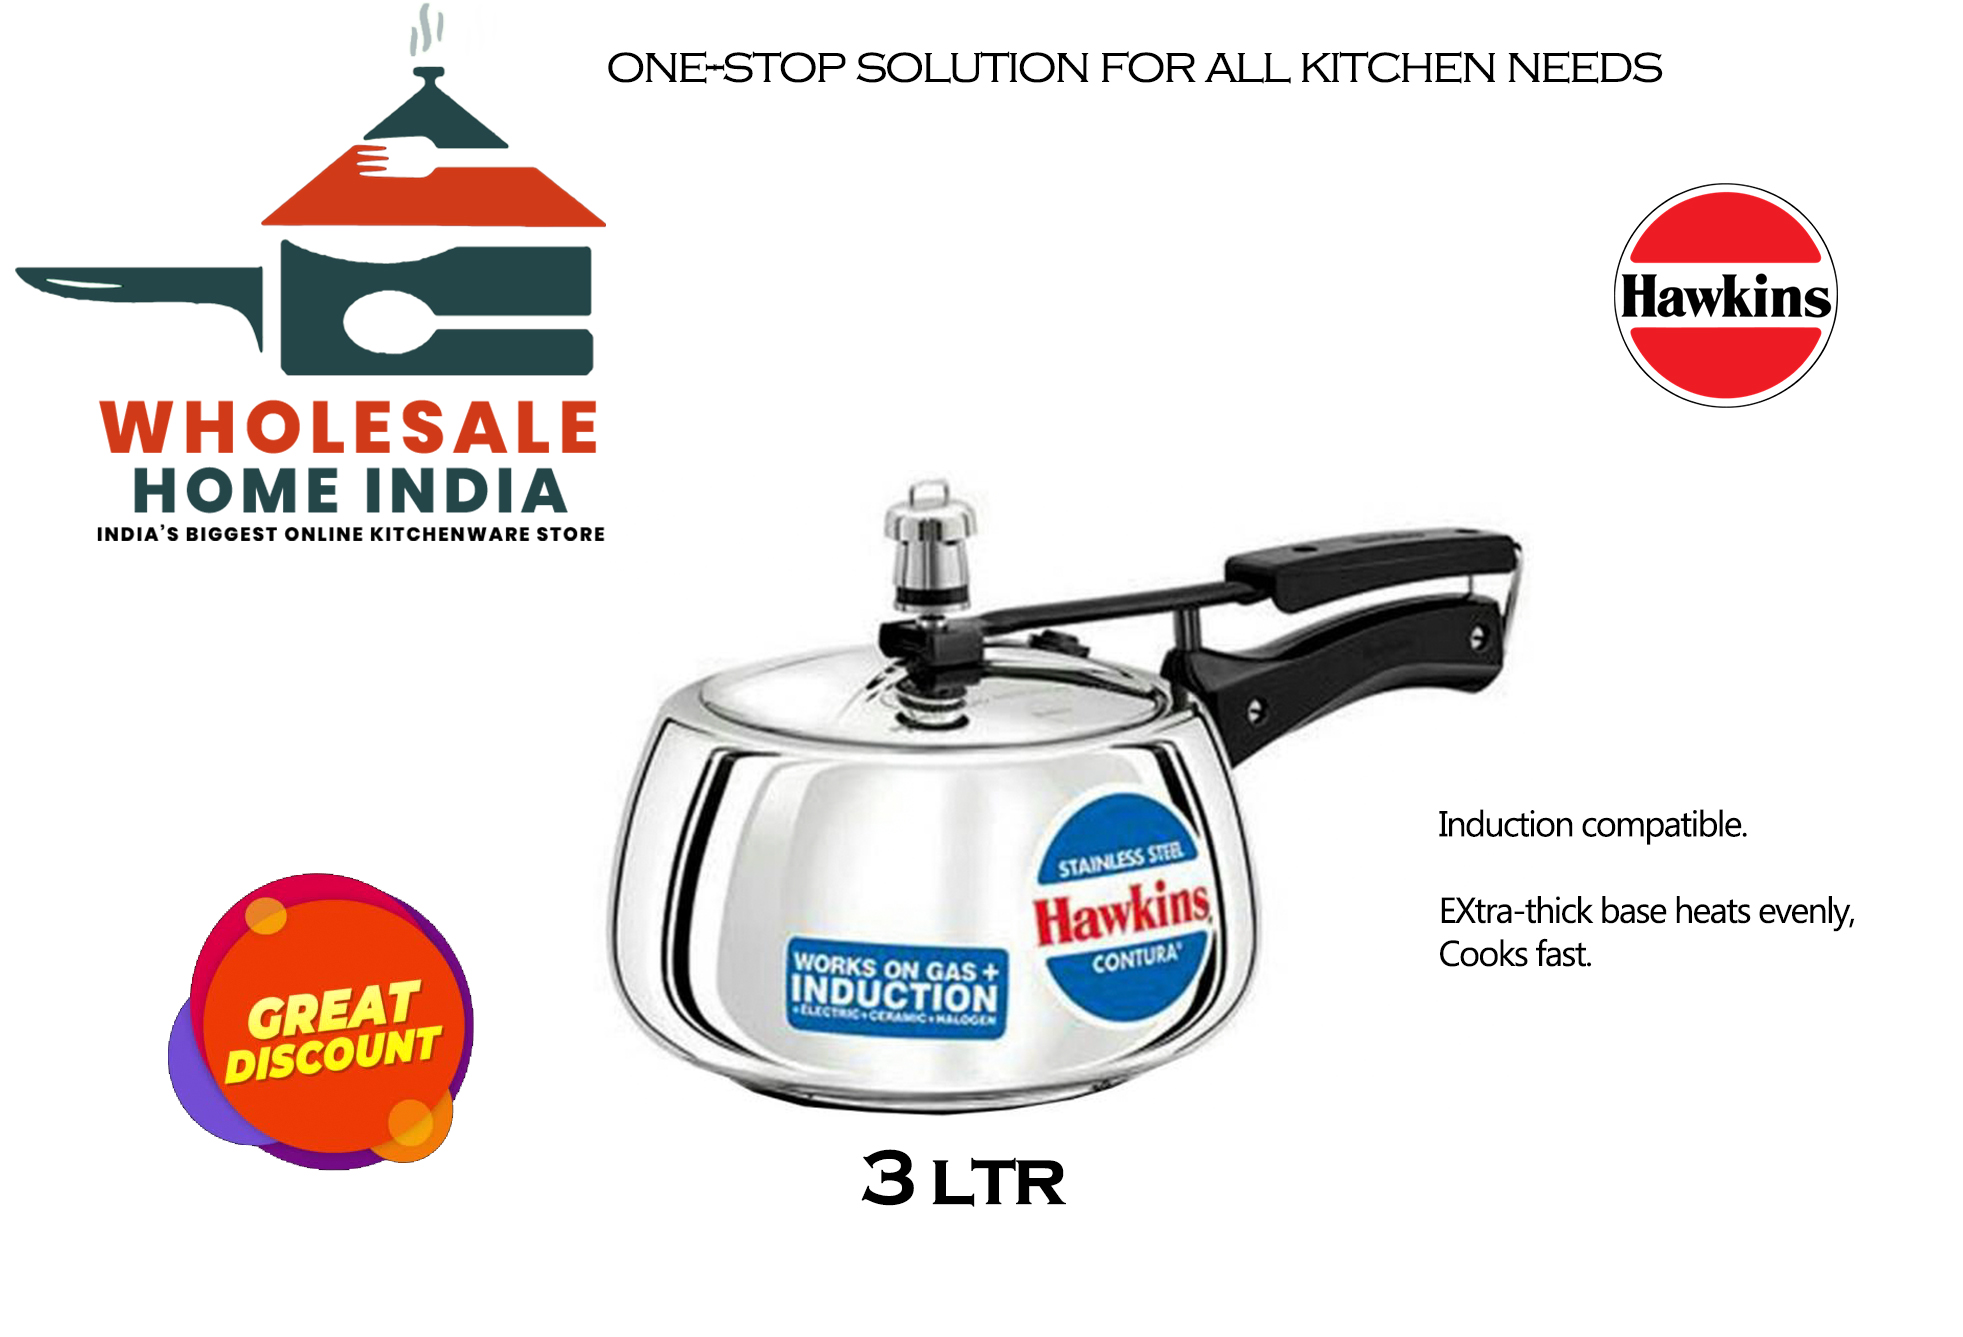 ONE-STOP SOLUTION FOR ALL KITCHEN NEEDS
Hawkins
WHOLESALE
HOME INDIA
INDIA'S BIGGEST ONLINE KITCHENWARE STORE
Induction compatible.
EXtra-thick base heats evenly,
Cooks fast.
STAINLESS STEEL
Hawkins
CONTURA
WORKS ON GAS +
INDUCTION
+ELECTRIC+CERAMIC+HALOGEN
GREAT
DISCOUNT
3 LTR